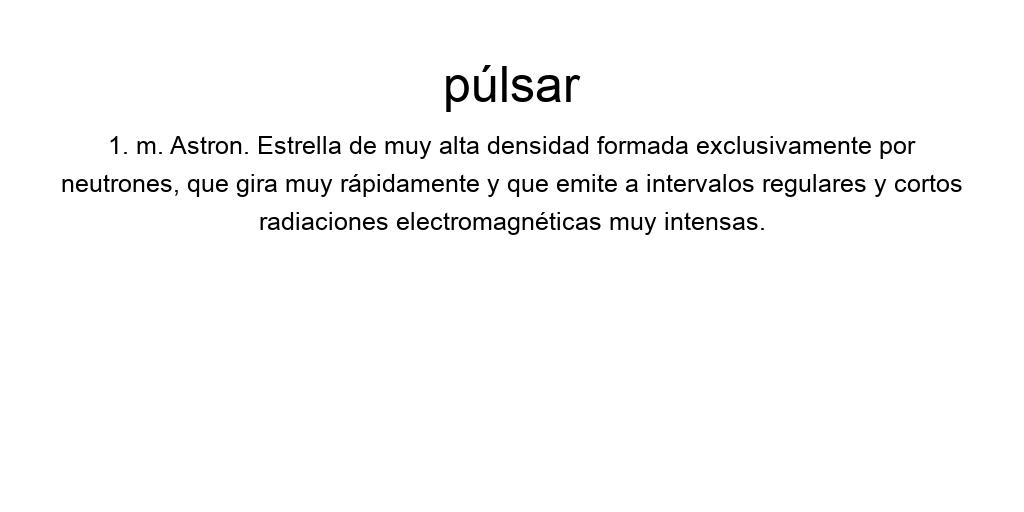 púlsar
1. m. Astron. Estrella de muy alta densidad formada exclusivamente por
neutrones, que gira muy rápidamente y que emite a intervalos regulares y cortos
radiaciones electromagnéticas muy intensas.